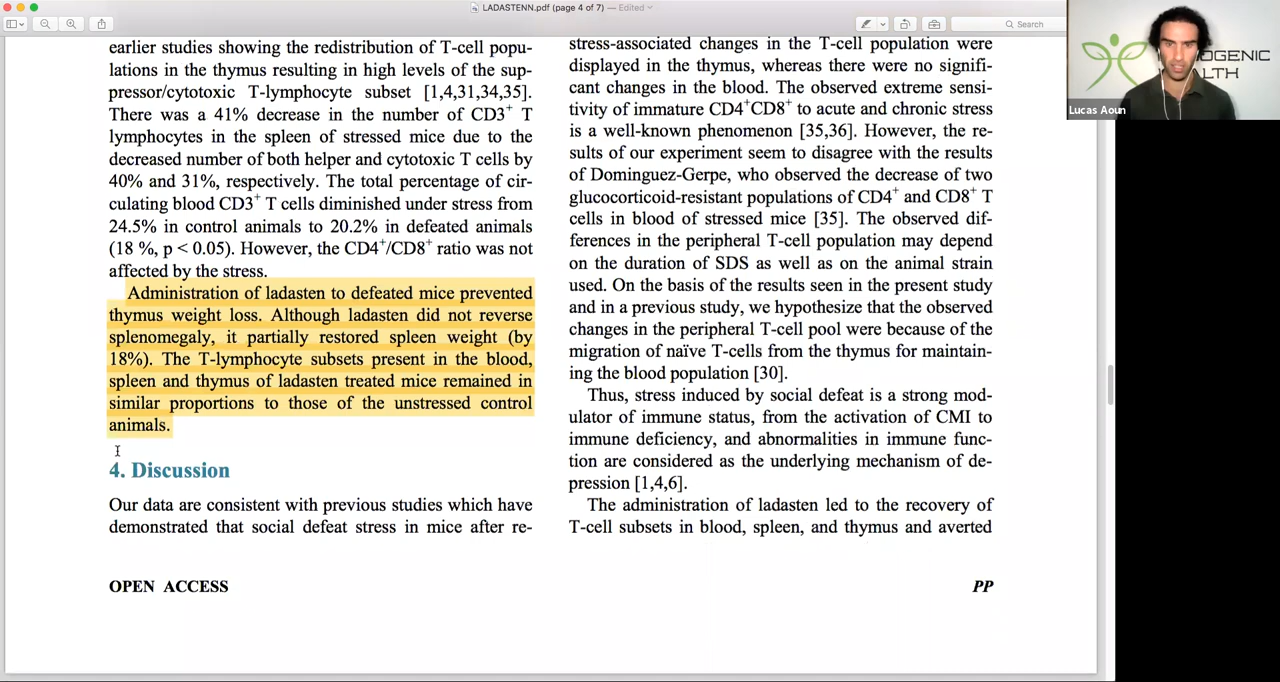 LADASTENN.pdf (page 4 of 7) — Edited
Search
earlier studies showing the redistribution of T-cell popu-
lations in the thymus resulting in high levels of the sup-
pressor/cytotoxic T-lymphocyte subset [1,4,31,34,35].
There was a 41% decrease in the number of CD3+ T
lymphocytes in the spleen of stressed mice due to the
decreased number of both helper and cytotoxic T cells by
40% and 31%, respectively. The total percentage of cir-
culating blood CD3+ T cells diminished under stress from
24.5% in control animals to 20.2% in defeated animals
(18 %, p < 0.05). However, the CD4+/CD8+ ratio was not
affected by the stress.
Administration of ladasten to defeated mice prevented
thymus weight loss. Although ladasten did not reverse
splenomegaly, it partially restored spleen weight (by
18%). The T-lymphocyte subsets present in the blood,
spleen and thymus of ladasten treated mice remained in
similar proportions to those of the unstressed control
animals.
4. Discussion
Our data are consistent with previous studies which have
demonstrated that social defeat stress in mice after re-
stress-associated changes in the T-cell population were
displayed in the thymus, whereas there were no signifi-
cant changes in the blood. The observed extreme sensi-
tivity of immature CD4+CD8+ to acute and chronic stress
is a well-known phenomenon [35,36]. However, the re-
sults of our experiment seem to disagree with the results
of Dominguez-Gerpe, who observed the decrease of two
glucocorticoid-resistant populations of CD4+ and CD8+ T
cells in blood of stressed mice [35]. The observed dif-
ferences in the peripheral T-cell population may depend
on the duration of SDS as well as on the animal strain
used. On the basis of the results seen in the present study
and in a previous study, we hypothesize that the observed
changes in the peripheral T-cell pool were because of the
migration of naïve T-cells from the thymus for maintain-
ing the blood population [30].
Thus, stress induced by social defeat is a strong mod-
ulator of immune status, from the activation of CMI to
immune deficiency, and abnormalities in immune func-
tion are considered as the underlying mechanism of de-
pression [1,4,6].
The administration of ladasten led to the recovery of
T-cell subsets in blood, spleen, and thymus and averted
OPEN ACCESS
PP
OGENIC
LTH
Lucas Aoun